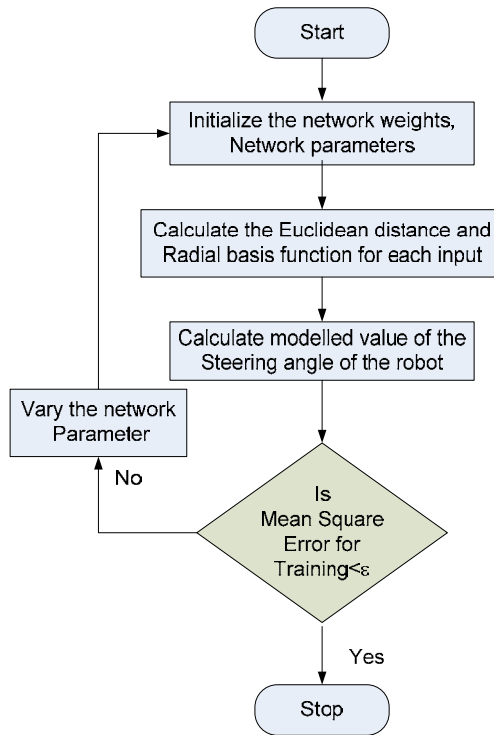 Start
Initialize the network weights,
Network parameters
Calculate the Euclidean distance and
Radial basis function for each input
Calculate modelled value of the
Steering angle of the robot
Vary the network
Parameter
No
Is
Mean Square
Error for
Training<ε
Yes
Stop